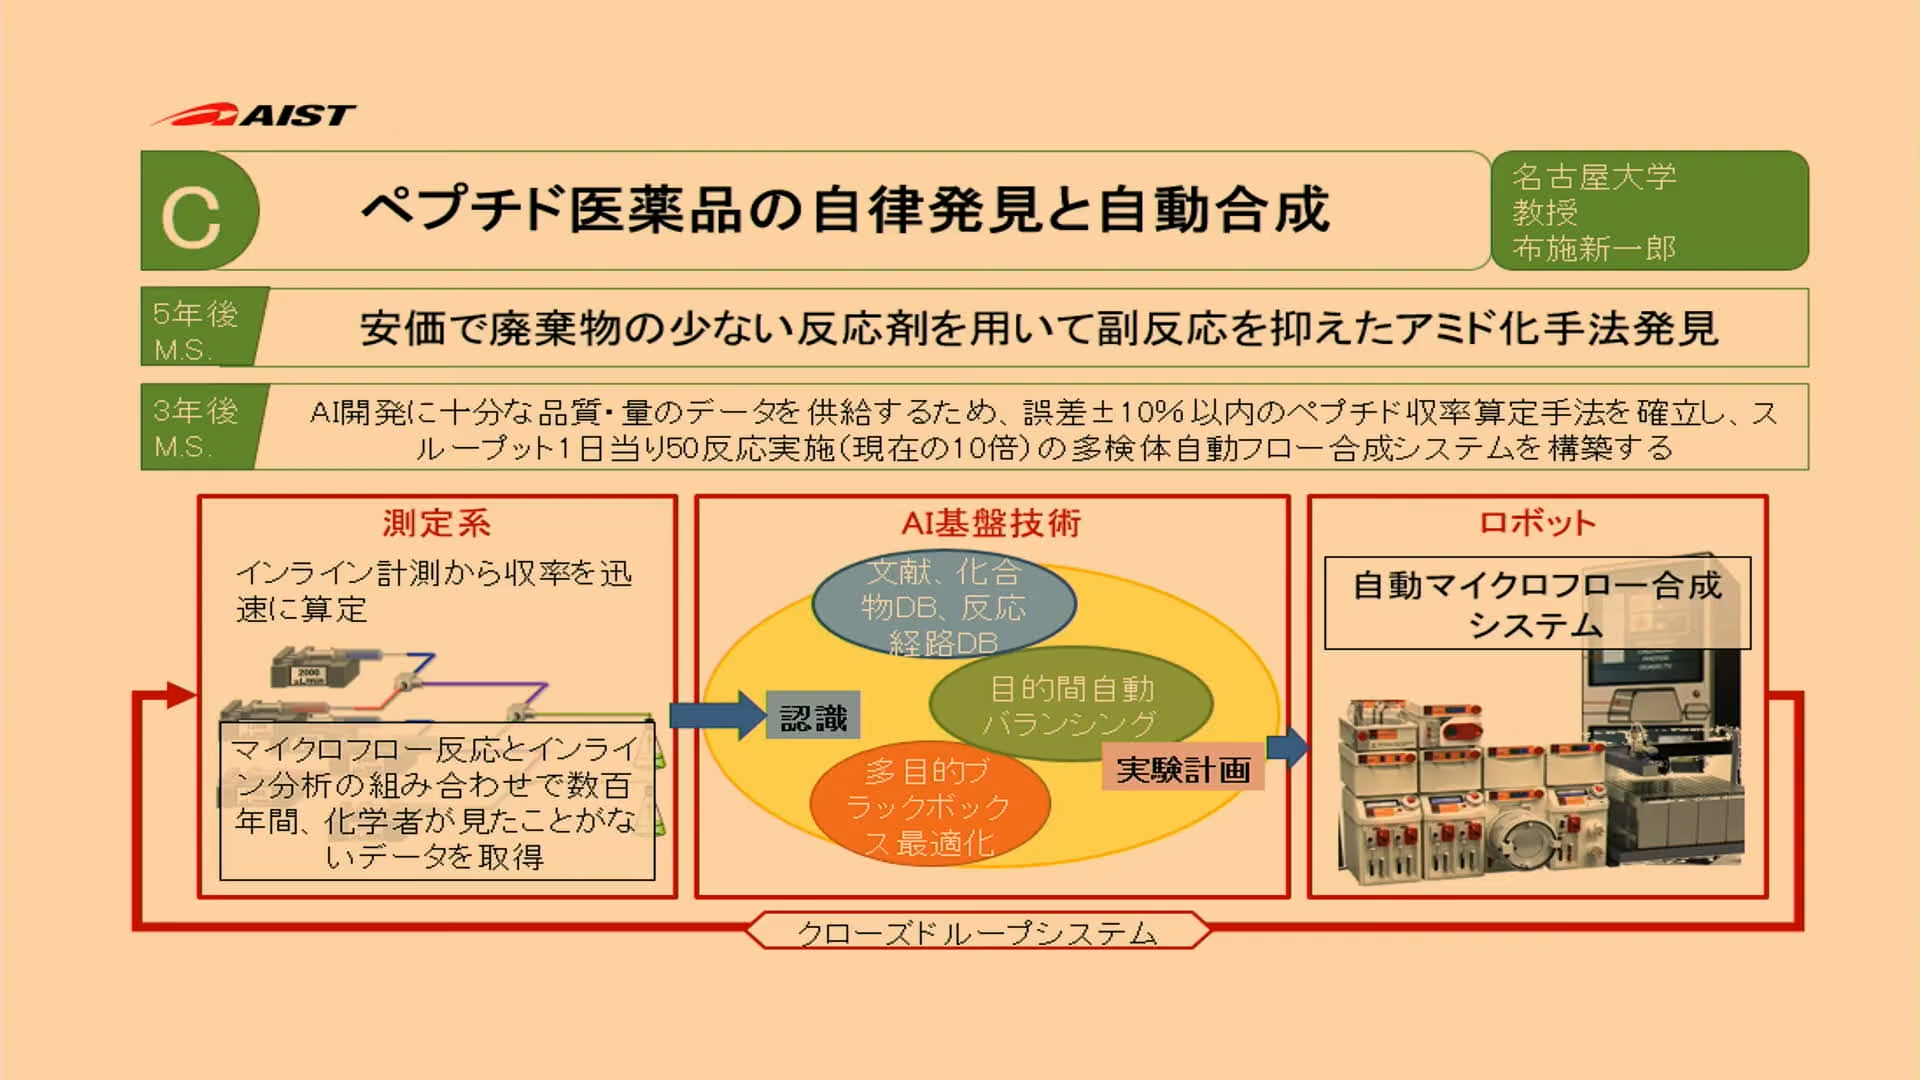 AIST
C
ペプチド医薬品の自律発見と自動合成
名古屋大学
教授
布施新一郎
5年後
M.S.
安価で廃棄物の少ない反応剤を用いて副反応を抑えたアミド化手法発見
3年後
M.S.
AI開発に十分な品質・量のデータを供給するため、誤差±10%以内のペプチド収率算定手法を確立し、ス
ループット1日当り50反応実施(現在の10倍)の多検体自動フロー合成システムを構築する
測定系
インライン計測から収率を迅
速に算定
2000
μL/min
マイクロフロー反応とインライ
ン分析の組み合わせで数百
年間、化学者が見たことがな
いデータを取得
AI基盤技術
文献、化合
物DB、反応
経路DB
目的間自動
バランシング
認識
多目的ブ
ラックボック
ス最適化
実験計画
ロボット
自動マイクロフロー合成
システム
クローズドループシステム